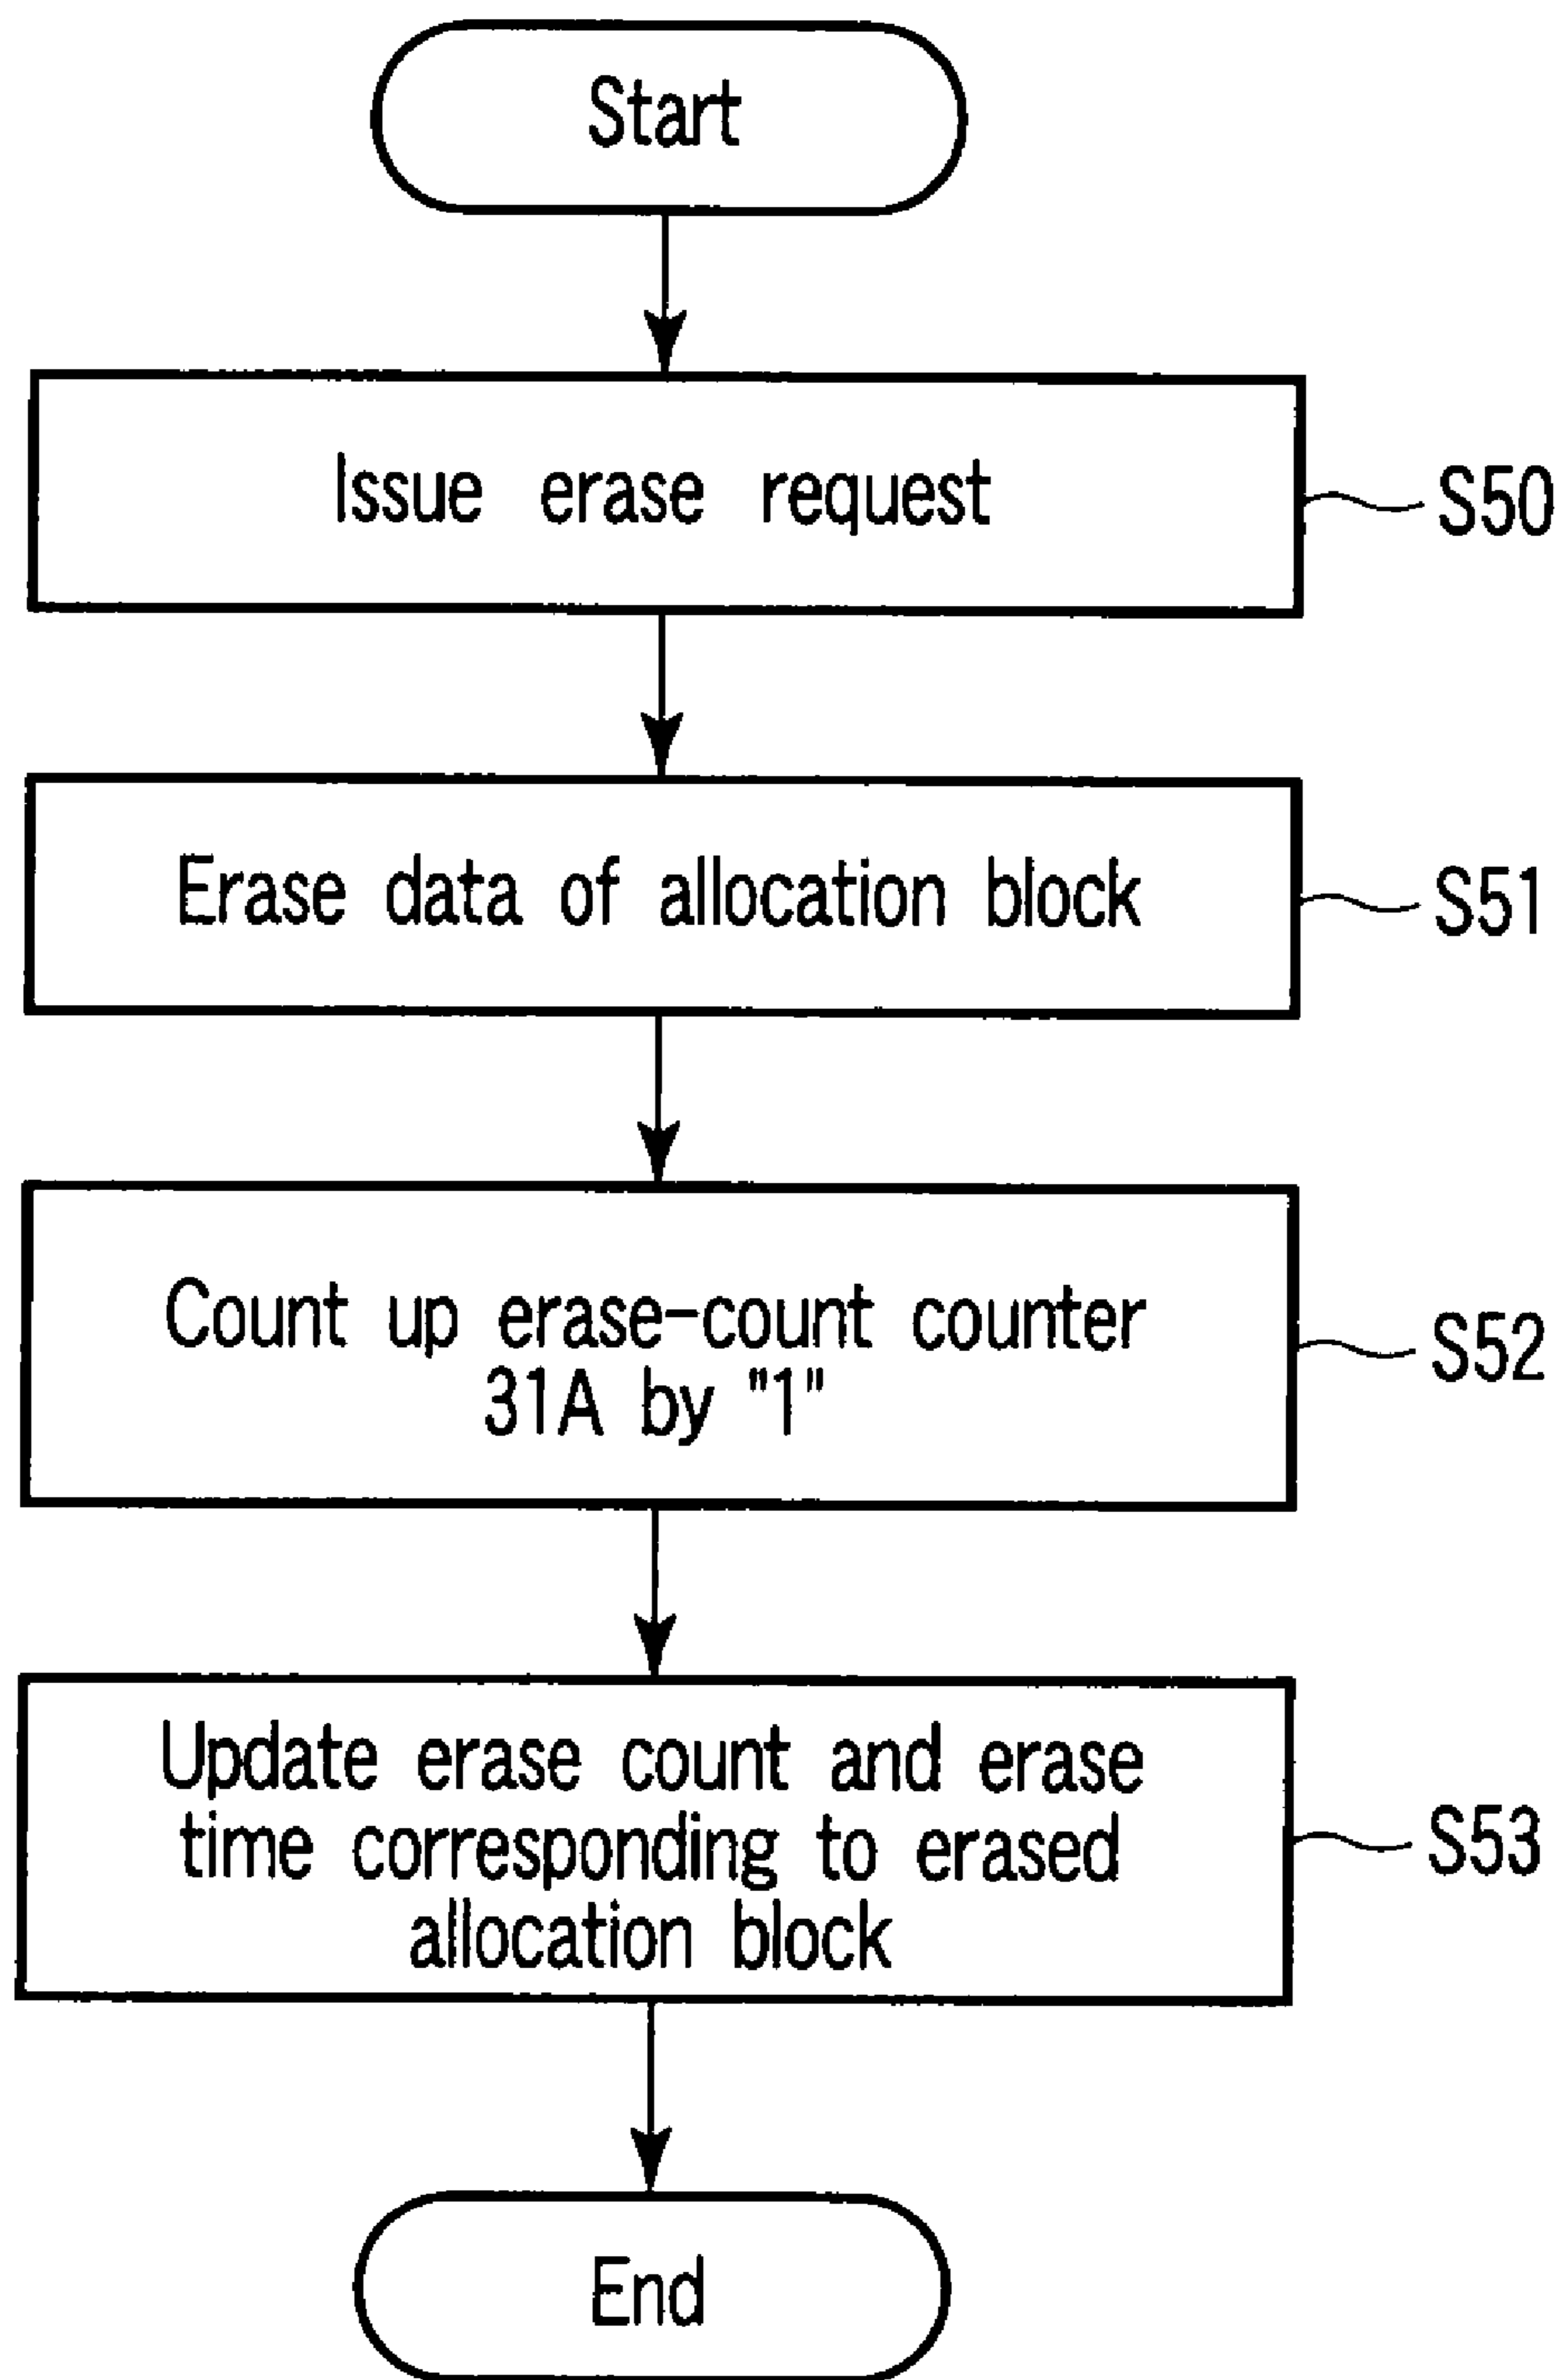 Start
Issue erase request
S50
Erase data of allocation block
S51
Count up erase-count counter
31A by "1"
S52
Update erase count and erase
time corresponding to erased
allocation block
S53
End